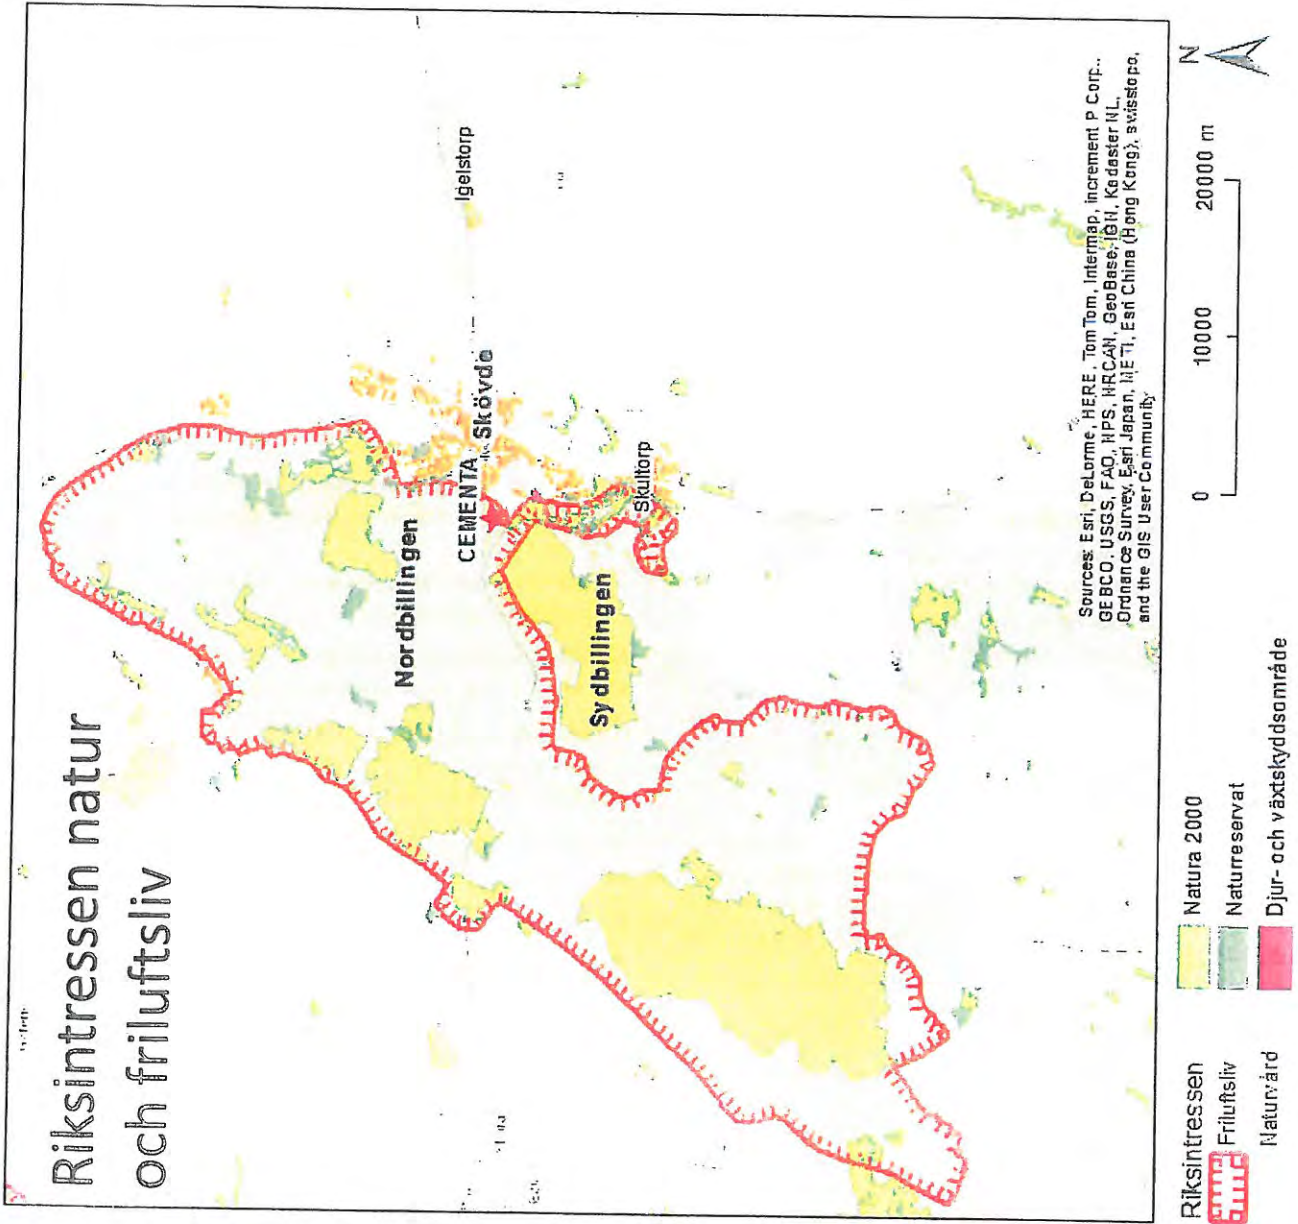 Riksintressen natur
och friluftsliv
Igelstorp
Skövde
CEMENTA
Nordbillingen
Skultorp
Sydbillingen
Sources: Esri, DeLorme, HERE, TomTom, Intermap, increment P Corp.,
GEBCO, USGS, FAO, NPS, NRCAN, GeoBase, IGN, Kadaster NL,
Ordnance Survey, Esri Japan, METI, Esri China (Hong Kong), swisstopo,
and the GIS User Community
N
0 10000 20000 m
Riksintressen
Friluftsliv
Naturvård
Natura 2000
Naturreservat
Djur- och växtskyddsområde